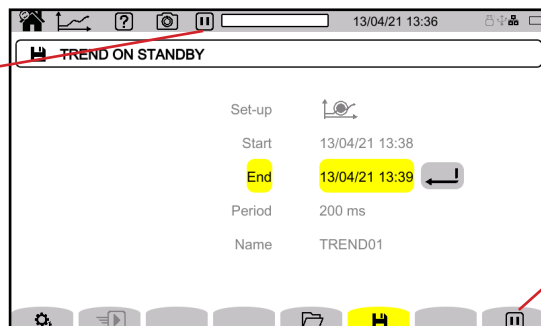 13/04/21 13:36
TREND ON STANDBY
Set-up
Start 13/04/21 13:38
End 13/04/21 13:39
Period 200 ms
Name TREND01